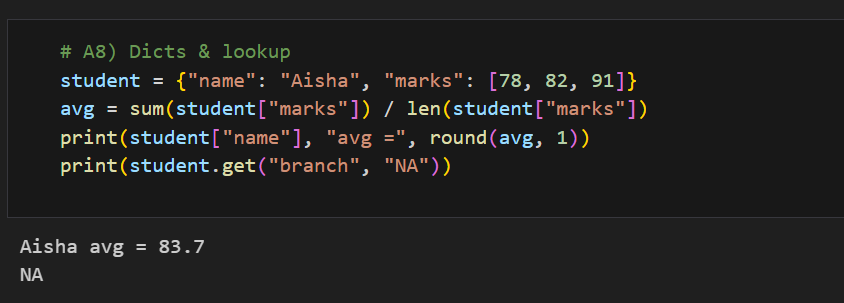 # A8) Dicts & lookup
student = {"name": "Aisha", "marks": [78, 82, 91]}
avg = sum(student["marks"]) / len(student["marks"])
print(student["name"], "avg =", round(avg, 1))
print(student.get("branch", "NA"))
Aisha avg = 83.7
NA